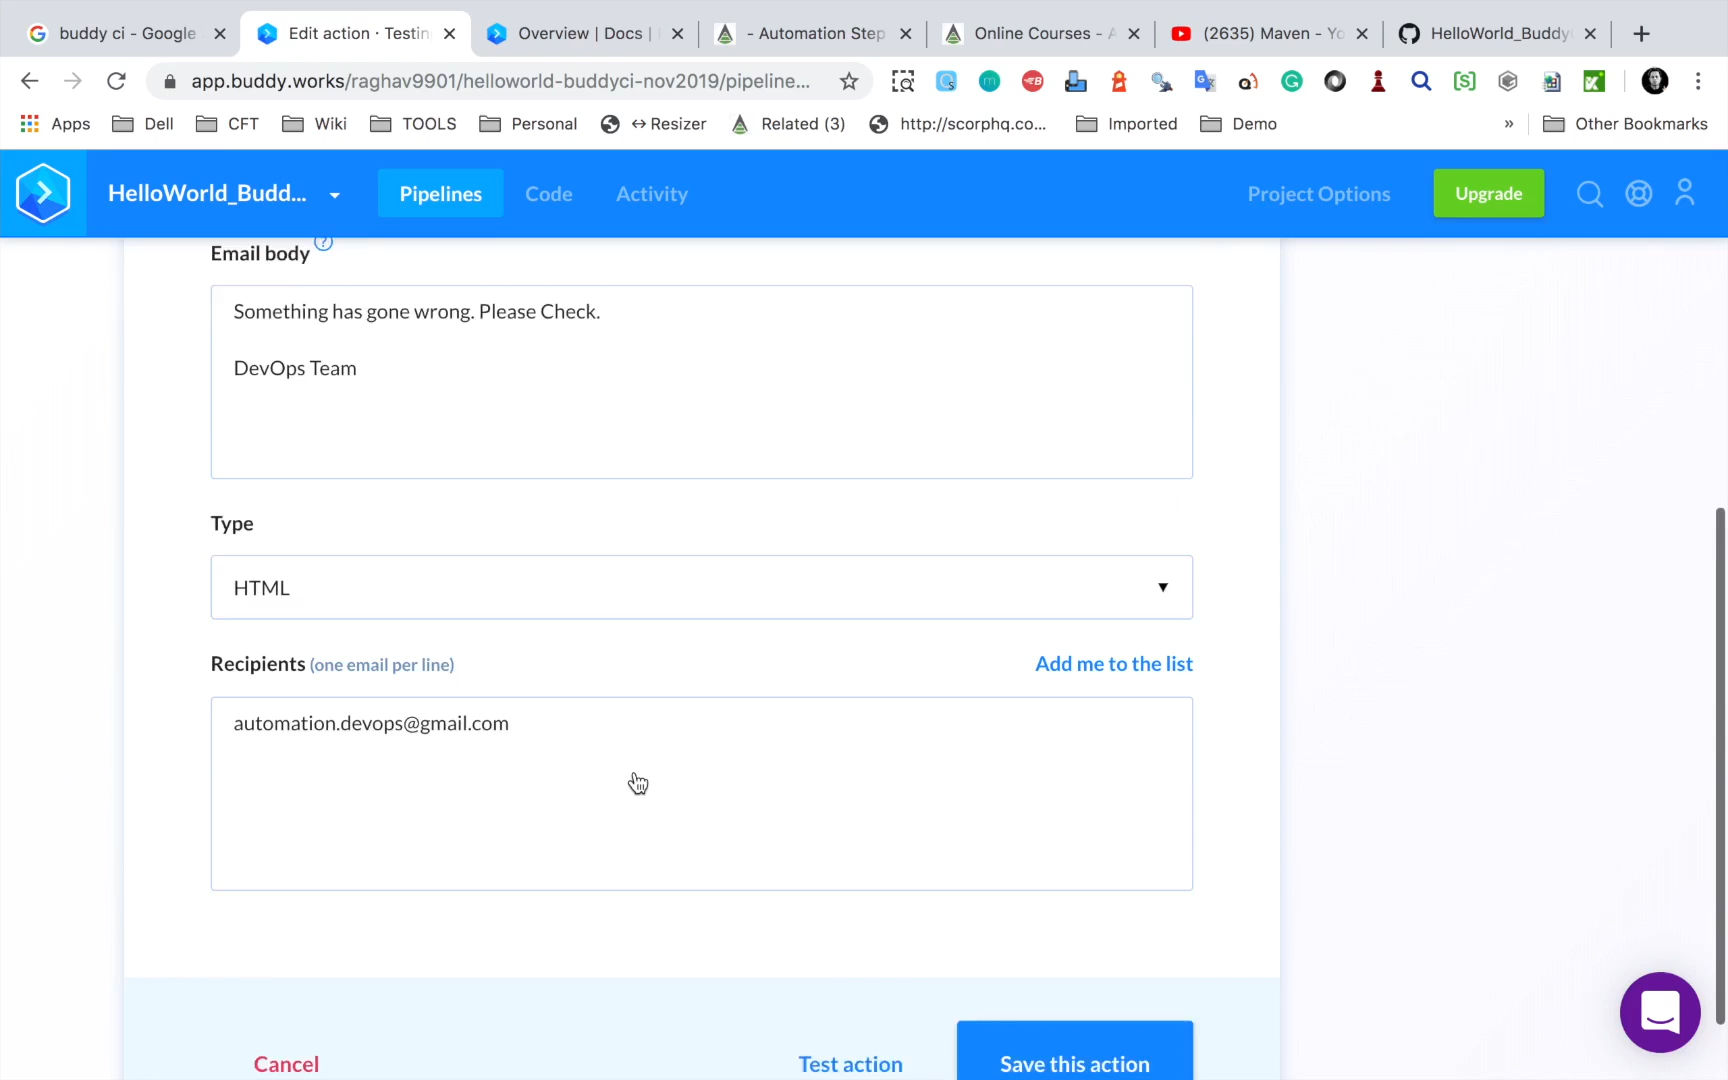 buddy ci - Google
Edit action · Testin
Overview | Docs |
- Automation Step
Online Courses - A
(2635) Maven - Yo
HelloWorld_Buddy
app.buddy.works/raghav9901/helloworld-buddyci-nov2019/pipeline...
Apps
Dell
CFT
Wiki
TOOLS
Personal
↔ Resizer
Related (3)
http://scorphq.co...
Imported
Demo
»
Other Bookmarks
HelloWorld_Budd...
Pipelines
Code
Activity
Project Options
Upgrade
Email body ?
Something has gone wrong. Please Check.
DevOps Team
Type
HTML
Recipients (one email per line)
Add me to the list
automation.devops@gmail.com
Cancel
Test action
Save this action